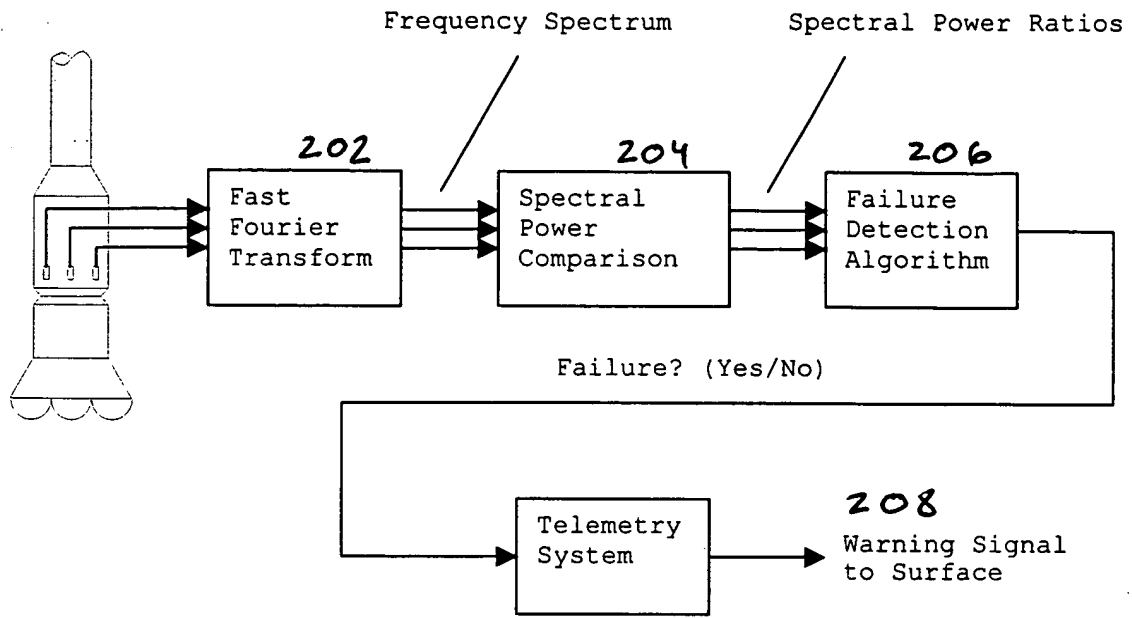 Frequency Spectrum
Spectral Power Ratios
202
204
206
Fast
Fourier
Transform
Spectral
Power
Comparison
Failure
Detection
Algorithm
Failure? (Yes/No)
Telemetry
System
208
Warning Signal
to Surface